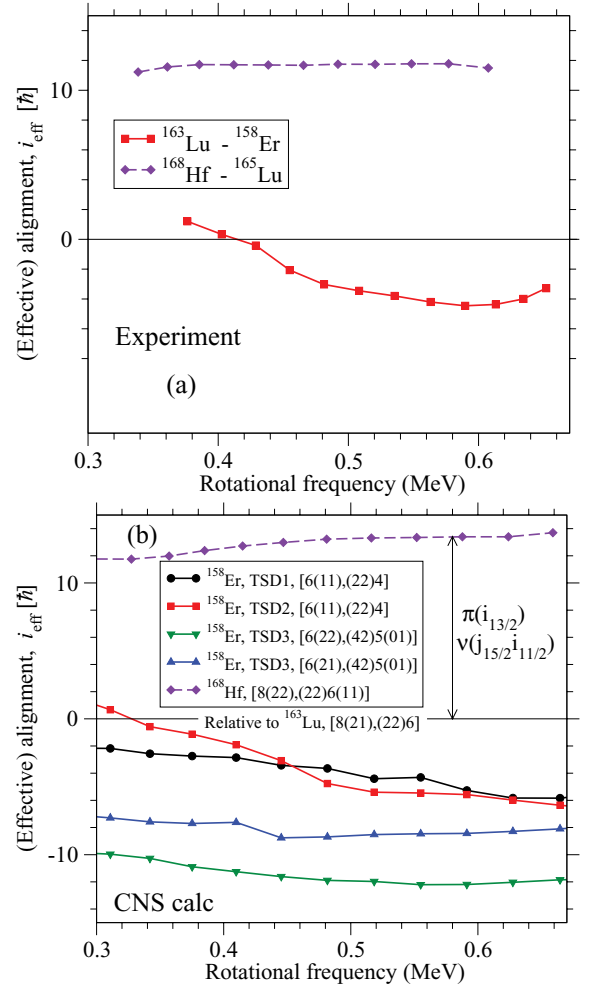 10
0
(Effective) alignment, i_eff [ħ]
¹⁶³Lu - ¹⁵⁸Er
¹⁶⁸Hf - ¹⁶⁵Lu
Experiment
(a)
0.3 0.4 0.5 0.6
Rotational frequency (MeV)
(b)
10
0
-10
(Effective) alignment, i_eff [ħ]
¹⁵⁸Er, TSD1, [6(11),(22)4]
¹⁵⁸Er, TSD2, [6(11),(22)4]
¹⁵⁸Er, TSD3, [6(22),(42)5(01)]
¹⁵⁸Er, TSD3, [6(21),(42)5(01)]
¹⁶⁸Hf, [8(22),(22)6(11)]
Relative to ¹⁶³Lu, [8(21),(22)6]
π(i₁₃/₂)
ν(j₁₅/₂i₁₁/₂)
CNS calc
0.3 0.4 0.5 0.6
Rotational frequency (MeV)